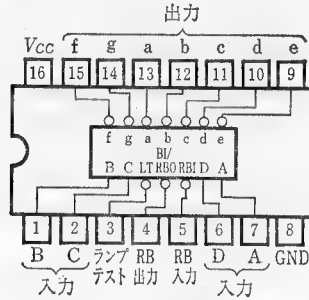 出力
Vcc f g a b c d e
16 15 14 13 12 11 10 9
f g a b c d e
BI/
B C LT RBO RBI D A
1 2 3 4 5 6 7 8
B C ランプ RB RB D A GND
テスト 出力 入力
入力 入力